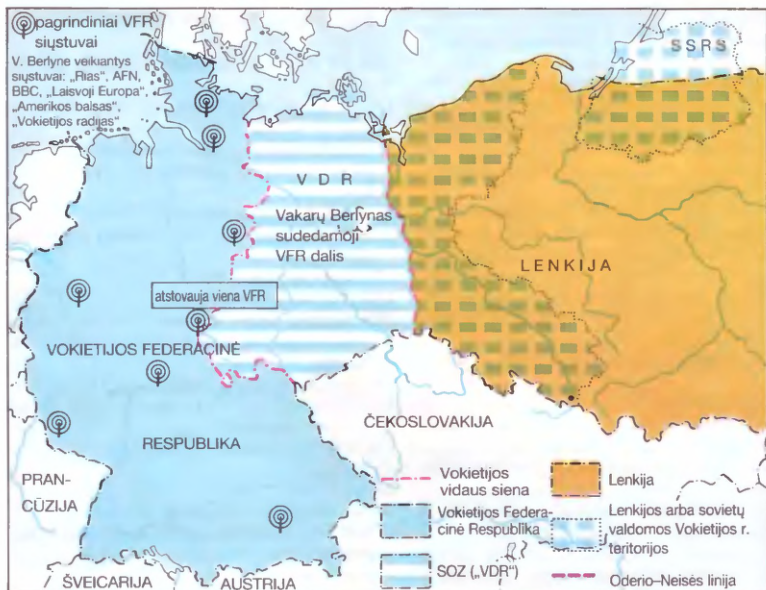 pagrindiniai VFR
siųstuvai
V. Berlyne veikiantys
siųstuvai: „Rias“, AFN,
BBC, „Laisvoji Europa“,
„Amerikos balsas“,
„Vokietijos radijas“
SSRS
VDR
Vakarų Berlynas
sudedamoji
VFR dalis
LENKIJA
atstovauja viena VFR
VOKIETIJOS FEDERACINĖ
RESPUBLIKA
ČEKOSLOVAKIJA
PRAN-
CŪZIJA
ŠVEICARIJA
AUSTRIJA
Vokietijos
vidaus siena
Vokietijos Federa-
cinė Respublika
SOZ („VDR“)
Lenkija
Lenkijos arba sovietų
valdomos Vokietijos r.
teritorijos
Oderio–Neisės linija